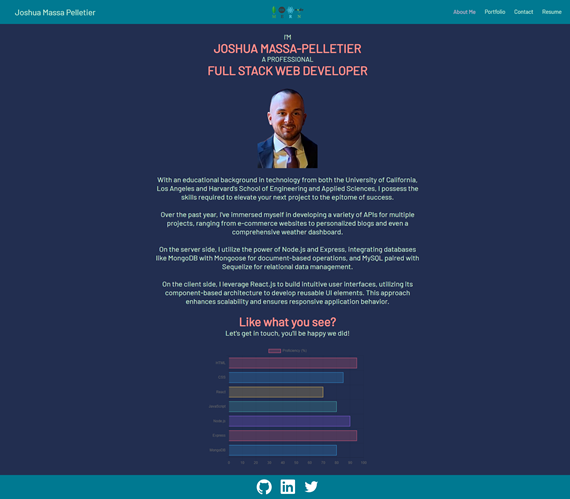 Joshua Massa Pelletier
About Me
Portfolio
Contact
Resume
I'M
JOSHUA MASSA-PELLETIER
A PROFESSIONAL
FULL STACK WEB DEVELOPER
With an educational background in technology from both the University of California,
Los Angeles and Harvard's School of Engineering and Applied Sciences, I possess the
skills required to elevate your next project to the epitome of success.
Over the past year, I've immersed myself in developing a variety of APIs for multiple
projects, ranging from e-commerce websites to personalized blogs and even a
comprehensive weather dashboard.
On the server side, I utilize the power of Node.js and Express, integrating databases
like MongoDB with Mongoose for document-based operations, and MySQL paired with
Sequelize for relational data management.
On the client side, I leverage React.js to build intuitive user interfaces, utilizing its
component-based architecture to develop reusable UI elements. This approach
enhances scalability and ensures responsive application behavior.
Like what you see?
Let's get in touch, you'll be happy we did!
Proficiency (%)
HTML
CSS
React
JavaScript
Node.js
Express
MongoDB
0 10 20 30 40 50 60 70 80 90 100